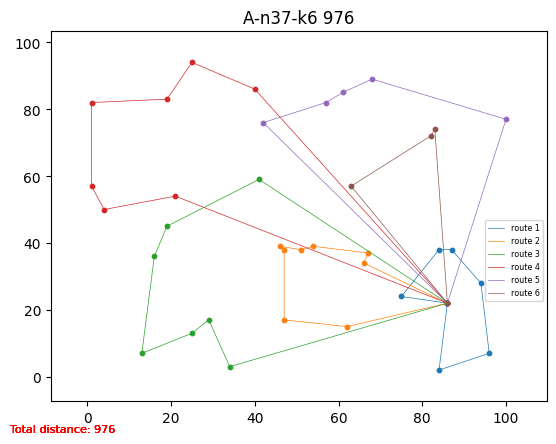 A-n37-k6 976
100
80
60
40
20
0
route 1
route 2
route 3
route 4
route 5
route 6
0 20 40 60 80 100
Total distance: 976